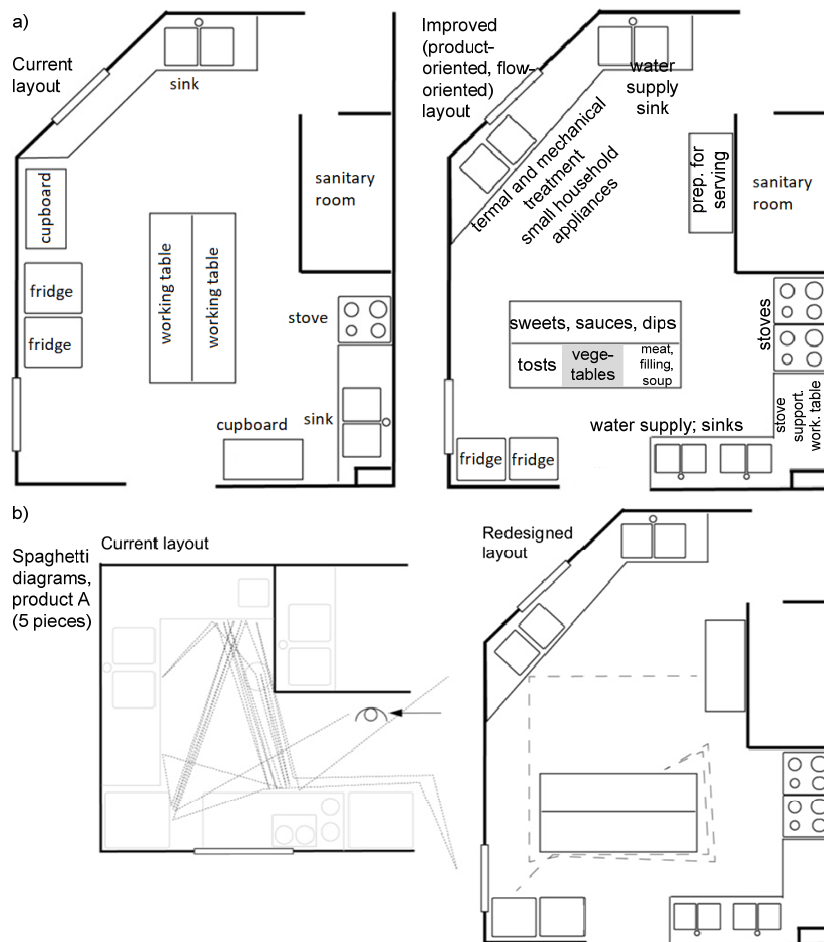 a)
Current
layout
sink
cupboard
fridge
fridge
working table
working table
sanitary
room
stove
sink
cupboard
Improved
(product-
oriented, flow-
oriented)
layout
water
supply
sink
termal and mechanical
treatment
small household
appliances
prep. for
serving
sanitary
room
stoves
sweets, sauces, dips
tosts
vege-
tables
meat,
filling,
soup
stove
support.
work. table
water supply; sinks
fridge
fridge
b)
Spaghetti
diagrams,
product A
(5 pieces)
Current layout
Redesigned
layout